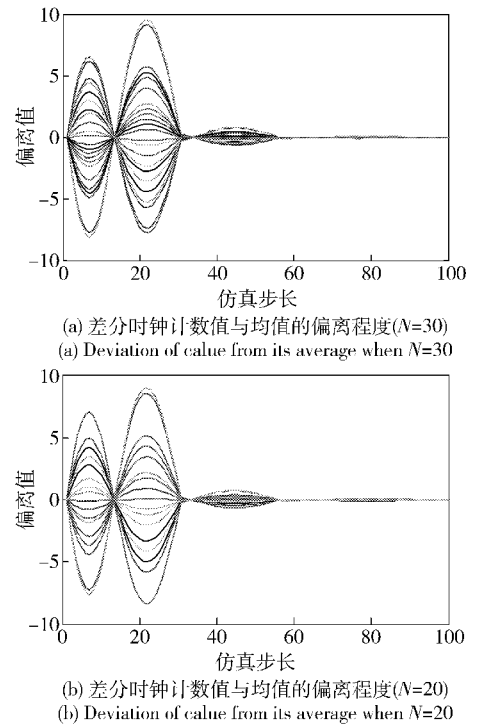 10
5
偏离值
0
−5
−10
0 20 40 60 80 100
仿真步长
(a) 差分时钟计数值与均值的偏离程度(N=30)
(a) Deviation of calue from its average when N=30
10
5
偏离值
0
−5
−10
0 20 40 60 80 100
仿真步长
(b) 差分时钟计数值与均值的偏离程度(N=20)
(b) Deviation of calue from its average when N=20